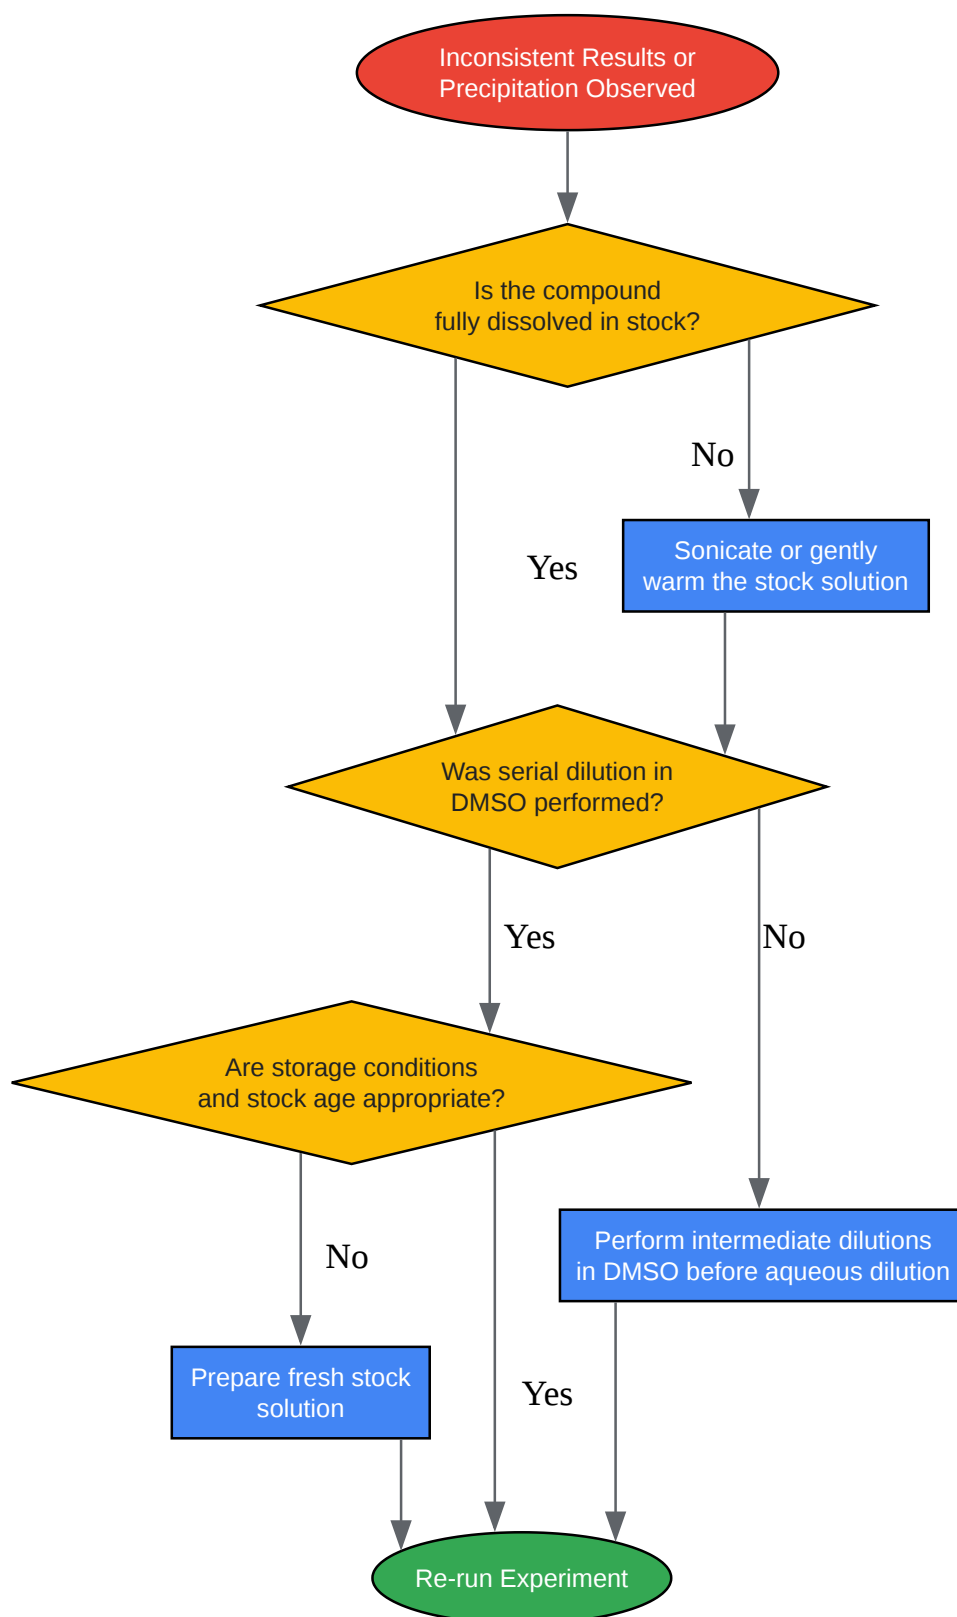 Inconsistent Results or
Precipitation Observed
Is the compound
fully dissolved in stock?
No
Yes
Sonicate or gently
warm the stock solution
Was serial dilution in
DMSO performed?
Yes
No
Are storage conditions
and stock age appropriate?
No
Perform intermediate dilutions
in DMSO before aqueous dilution
Prepare fresh stock
solution
Yes
Re-run Experiment